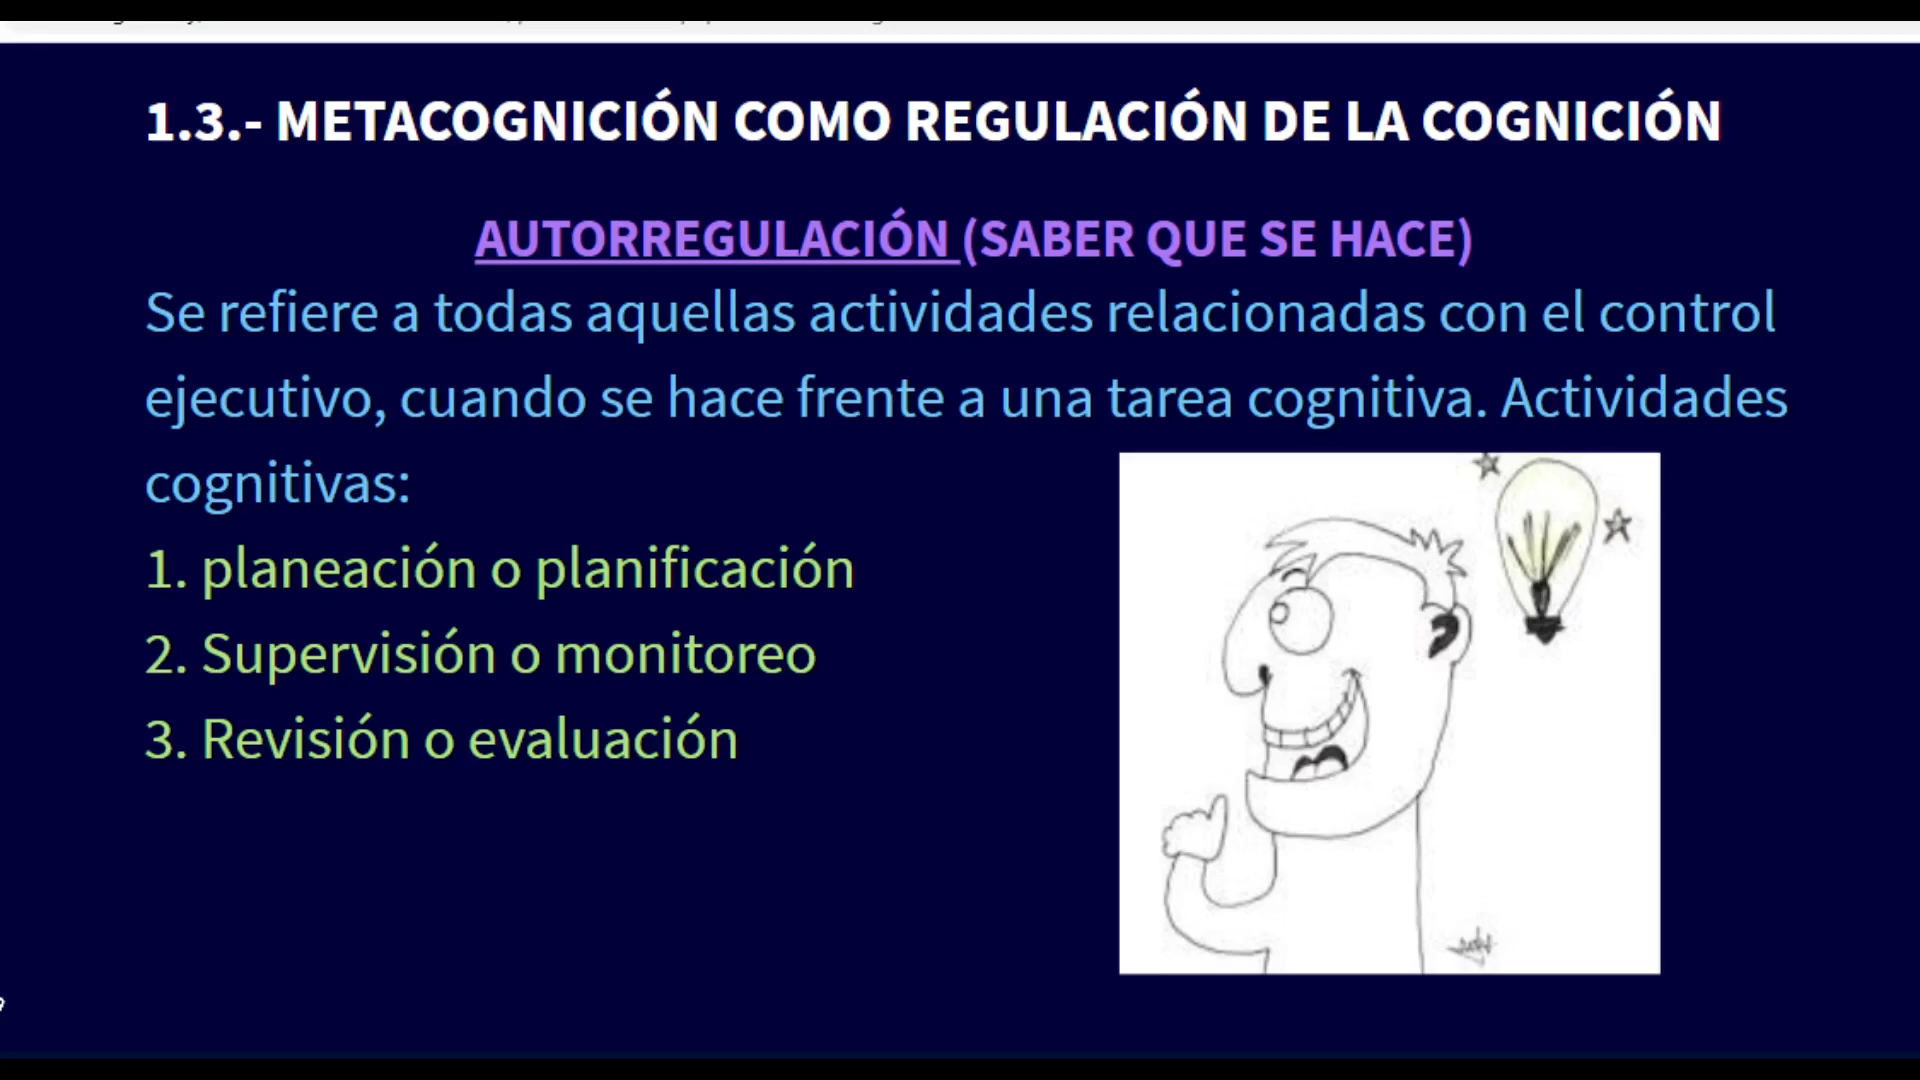 1.3.- METACOGNICIÓN COMO REGULACIÓN DE LA COGNICIÓN
AUTORREGULACIÓN (SABER QUE SE HACE)
Se refiere a todas aquellas actividades relacionadas con el control
ejecutivo, cuando se hace frente a una tarea cognitiva. Actividades
cognitivas:
1. planeación o planificación
2. Supervisión o monitoreo
3. Revisión o evaluación